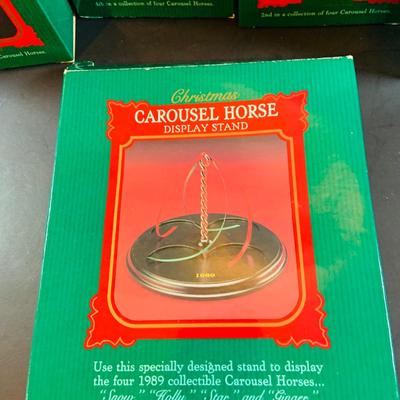 4th in a collection of four Carousel Horses.
2nd in a collection of four Carousel Horses.
Carousel Horses.
Christmas
CAROUSEL HORSE
DISPLAY STAND
1989
Use this specially designed stand to display
the four 1989 collectible Carousel Horses...
"Snow," "Holly," "Star," and "Ginger."